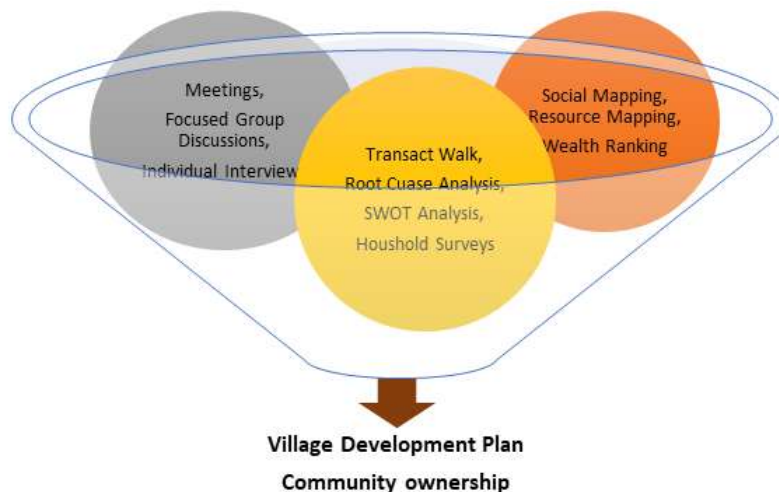 Meetings,
Focused Group
Discussions,
Individual Interview
Transact Walk,
Root Cuase Analysis,
SWOT Analysis,
Houshold Surveys
Social Mapping,
Resource Mapping,
Wealth Ranking
Village Development Plan
Community ownership